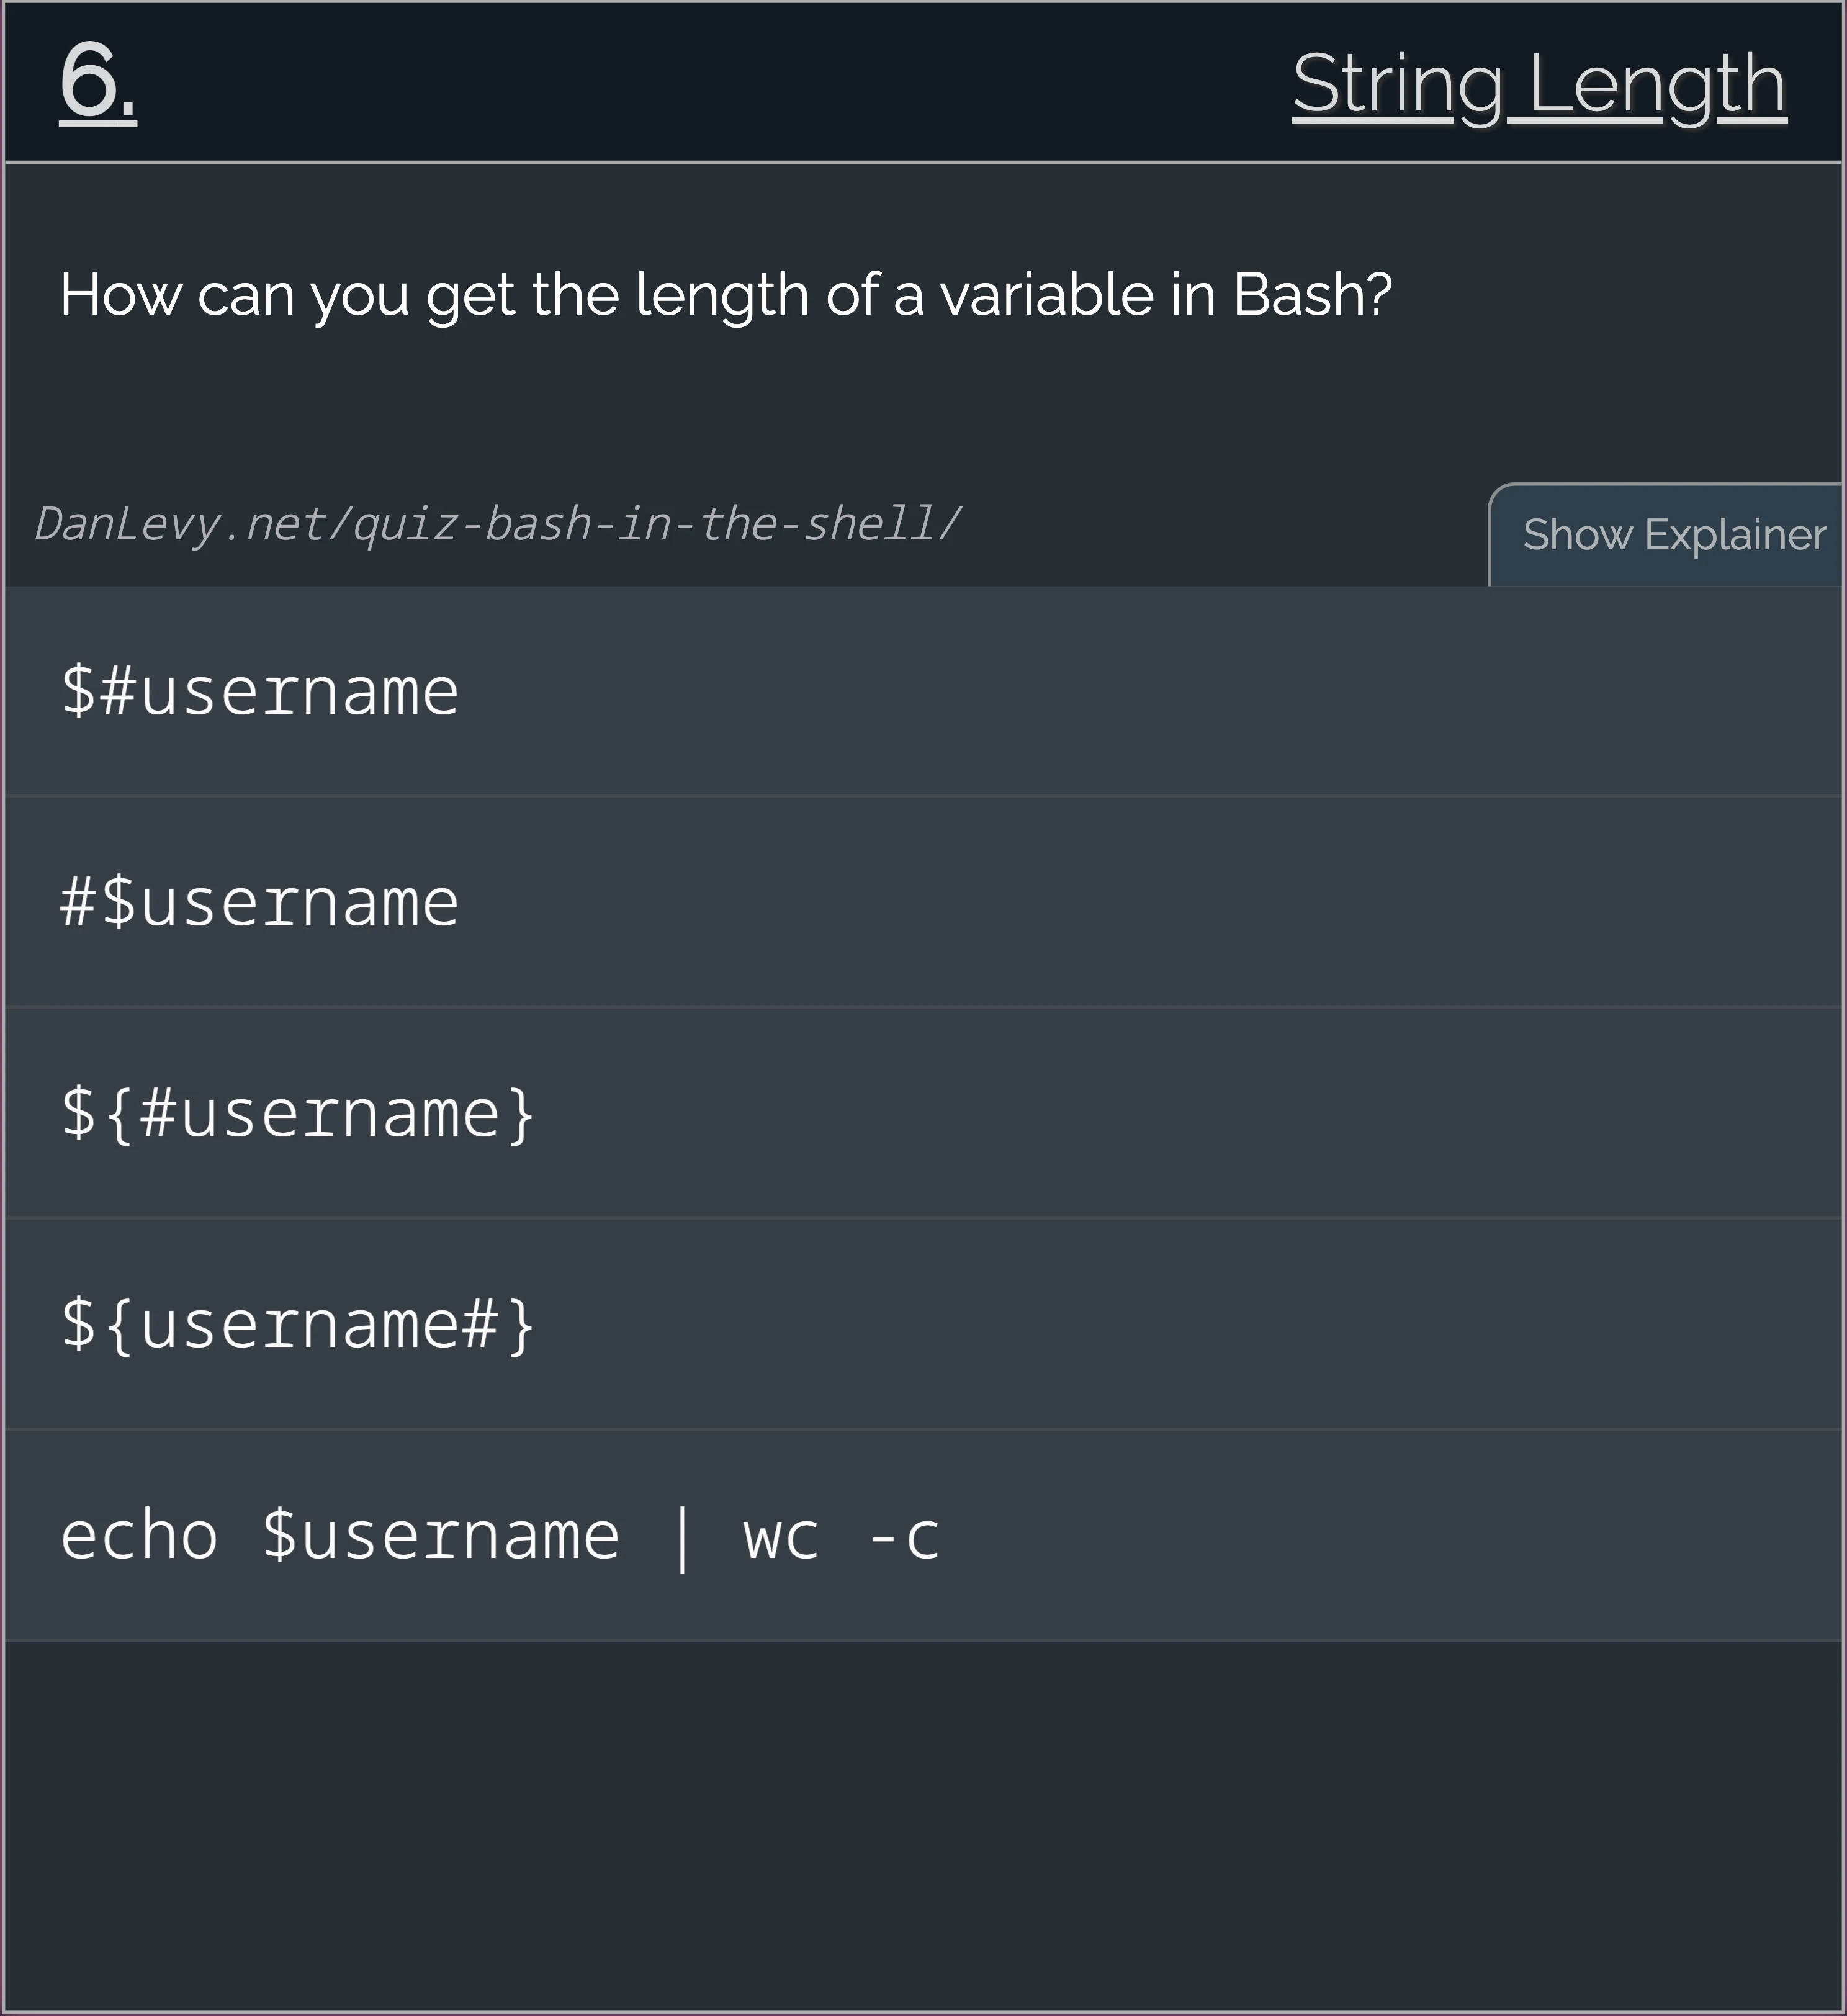 6.
String Length
How can you get the length of a variable in Bash?
DanLevy.net/quiz-bash-in-the-shell/
Show Explainer
$#username
#$username
${#username}
${username#}
echo $username | wc -c